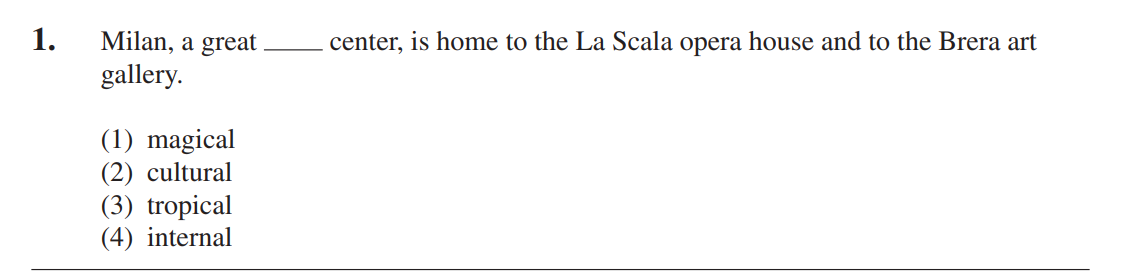 1. Milan, a great _____ center, is home to the La Scala opera house and to the Brera art
gallery.
(1) magical
(2) cultural
(3) tropical
(4) internal